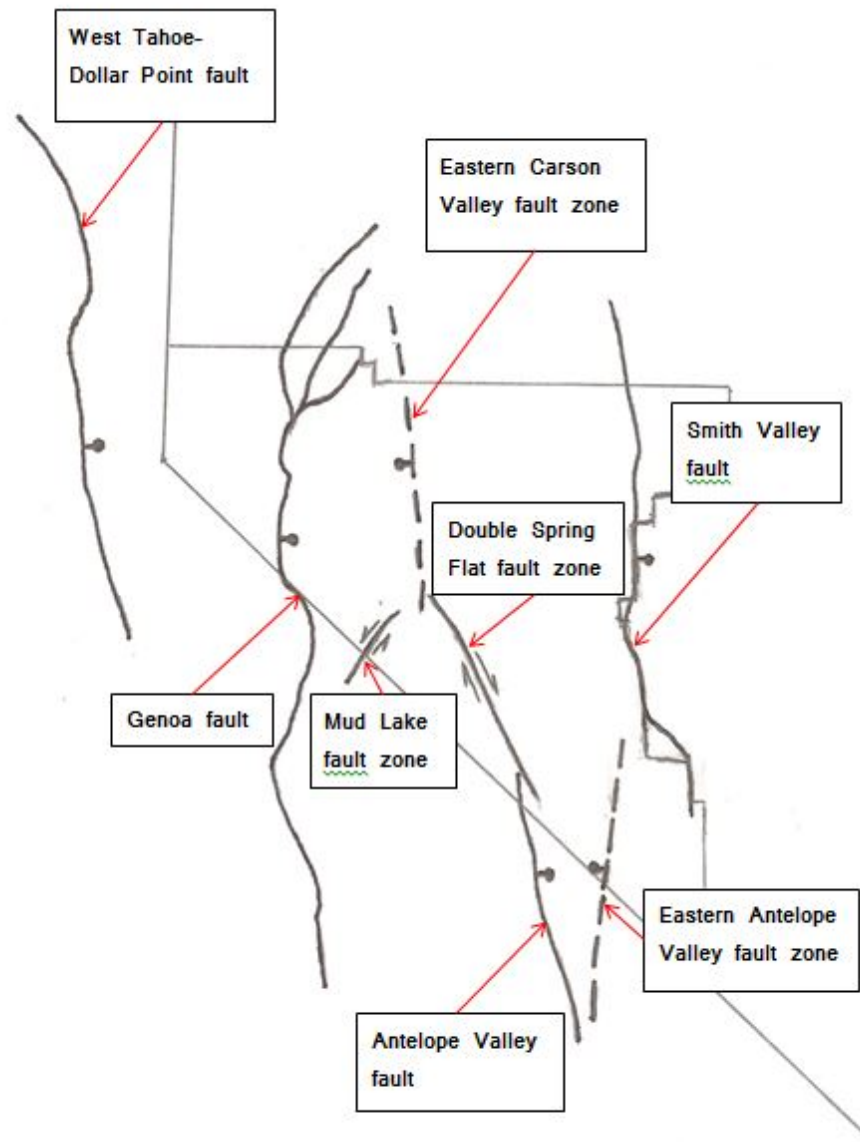 West Tahoe-
Dollar Point fault
Eastern Carson
Valley fault zone
Smith Valley
fault
Double Spring
Flat fault zone
Genoa fault
Mud Lake
fault zone
Eastern Antelope
Valley fault zone
Antelope Valley
fault